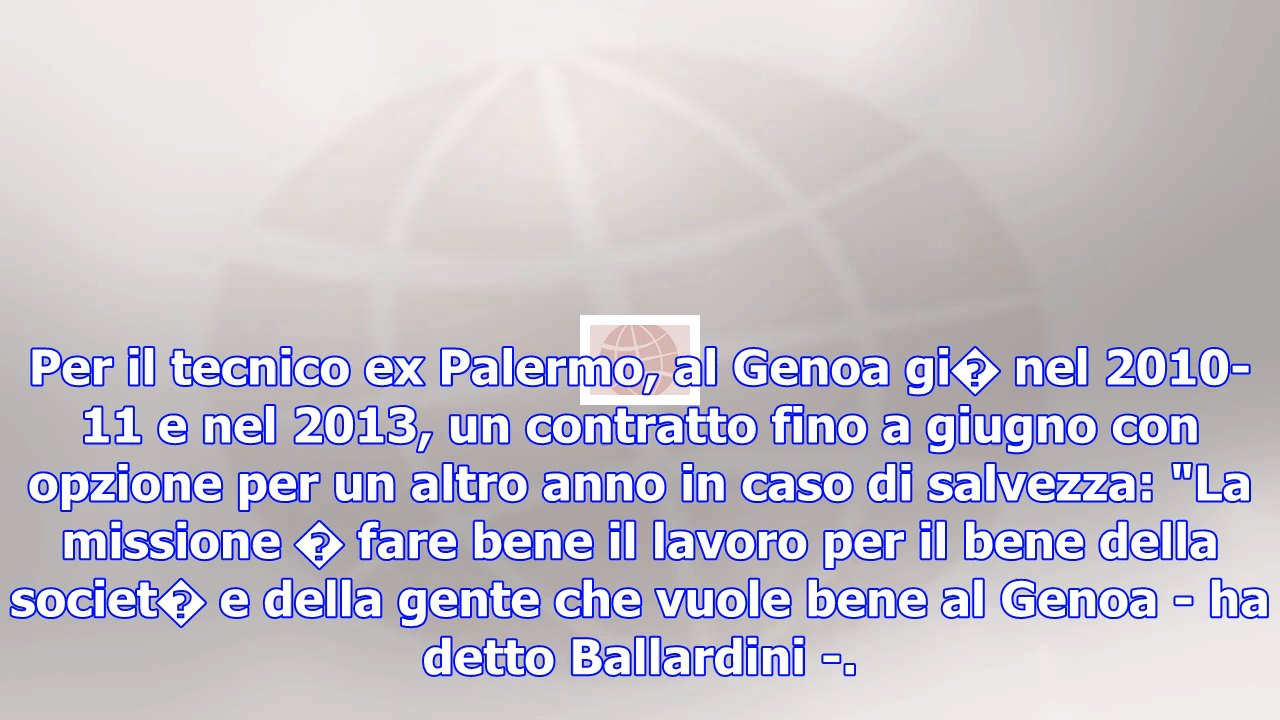 Per il tecnico ex Palermo, al Genoa gi� nel 2010-
11 e nel 2013, un contratto fino a giugno con
opzione per un altro anno in caso di salvezza: "La
missione � fare bene il lavoro per il bene della
societ� e della gente che vuole bene al Genoa - ha
detto Ballardini -.